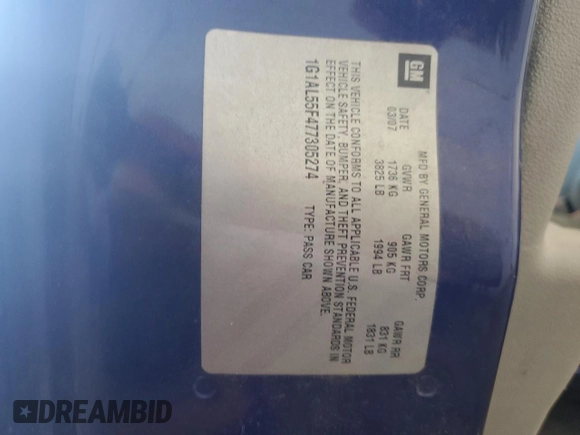 GM
MFD BY GENERAL MOTORS CORP.
DATE GVWR GAWR FRT GAWR RR
03/07 1736 KG 905 KG 831 KG
3825 LB 1994 LB 1831 LB
THIS VEHICLE CONFORMS TO ALL APPLICABLE U.S. FEDERAL MOTOR
VEHICLE SAFETY, BUMPER, AND THEFT PREVENTION STANDARDS IN
EFFECT ON THE DATE OF MANUFACTURE SHOWN ABOVE.
1G1AL55F477305274 TYPE: PASS CAR
DREAMBID